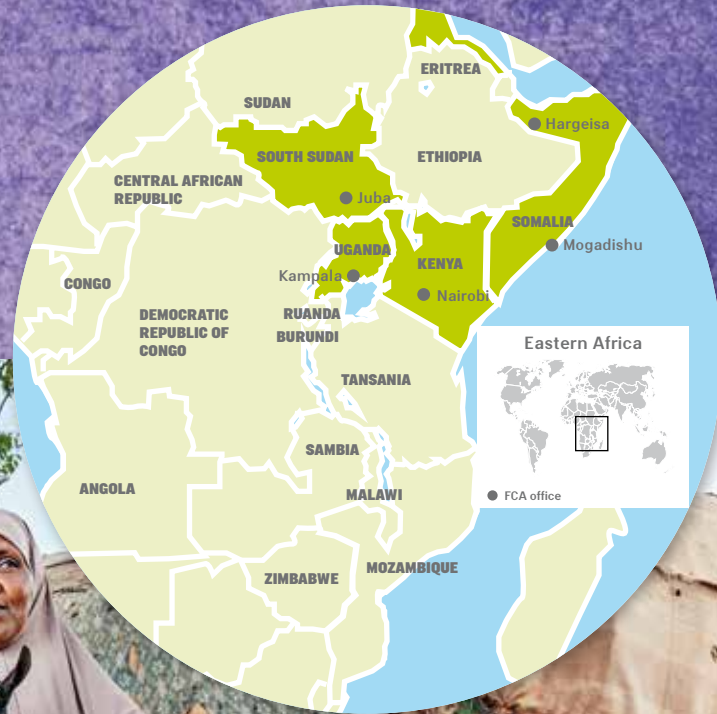 ERITREA
SUDAN
Hargeisa
SOUTH SUDAN
ETHIOPIA
CENTRAL AFRICAN
REPUBLIC
Juba
SOMALIA
Mogadishu
UGANDA
KENYA
Kampala
CONGO
Nairobi
DEMOCRATIC
REPUBLIC OF
CONGO
RUANDA
BURUNDI
TANSANIA
Eastern Africa
FCA office
SAMBIA
ANGOLA
MALAWI
MOZAMBIQUE
ZIMBABWE